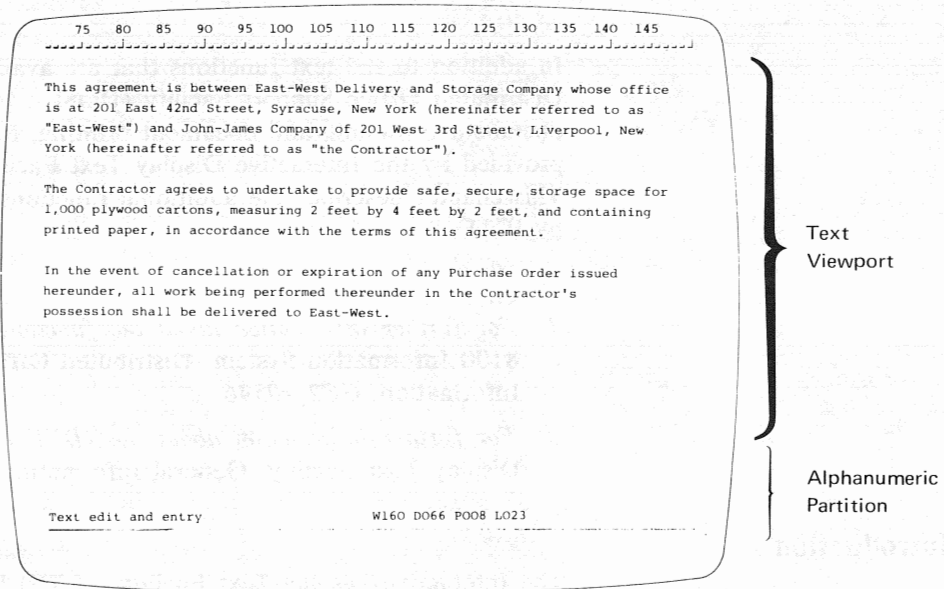 75 80 85 90 95 100 105 110 115 120 125 130 135 140 145
This agreement is between East-West Delivery and Storage Company whose office
is at 201 East 42nd Street, Syracuse, New York (hereinafter referred to as
"East-West") and John-James Company of 201 West 3rd Street, Liverpool, New
York (hereinafter referred to as "the Contractor").
The Contractor agrees to undertake to provide safe, secure, storage space for
1,000 plywood cartons, measuring 2 feet by 4 feet by 2 feet, and containing
printed paper, in accordance with the terms of this agreement.
In the event of cancellation or expiration of any Purchase Order issued
hereunder, all work being performed thereunder in the Contractor's
possession shall be delivered to East-West.
Text
Viewport
Alphanumeric
Partition
Text edit and entry W160 D066 P008 L023